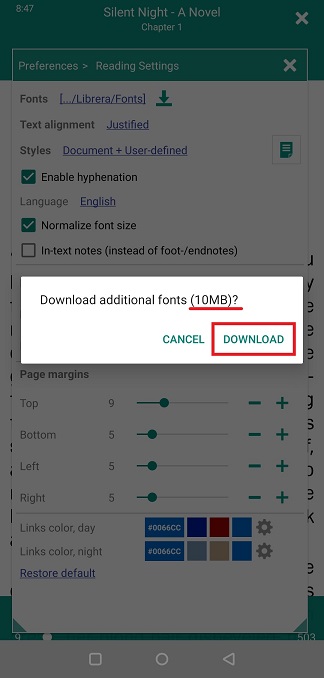 8:47
Silent Night - A Novel
Chapter 1
Preferences > Reading Settings
Fonts [.../Librera/Fonts]
Text alignment Justified
Styles Document + User-defined
Enable hyphenation
Language English
Normalize font size
In-text notes (instead of foot-/endnotes)
Download additional fonts (10MB)?
CANCEL DOWNLOAD
Page margins
Top 9
Bottom 5
Left 5
Right 5
Links color, day #0066CC
Links color, night #0066CC
Restore default
9 503